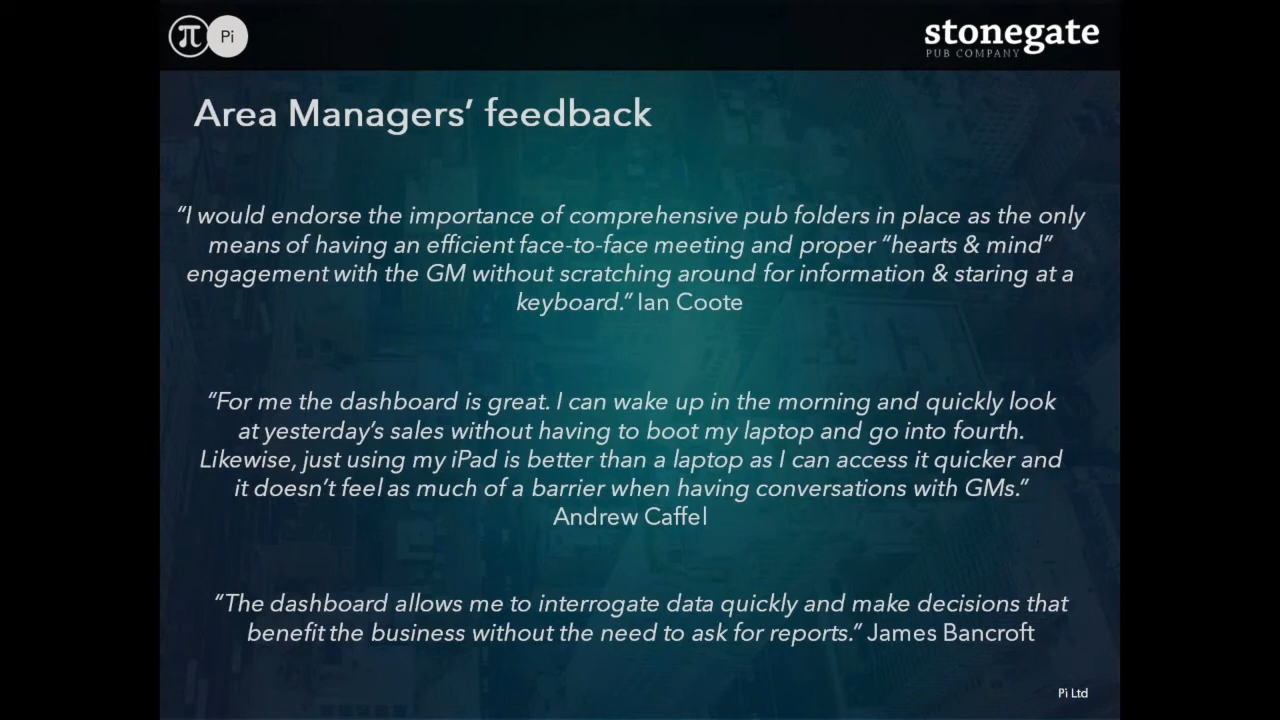 π Pi
stonegate
PUB COMPANY
Area Managers’ feedback
“I would endorse the importance of comprehensive pub folders in place as the only
means of having an efficient face-to-face meeting and proper “hearts & mind”
engagement with the GM without scratching around for information & staring at a
keyboard.” Ian Coote
“For me the dashboard is great. I can wake up in the morning and quickly look
at yesterday’s sales without having to boot my laptop and go into fourth.
Likewise, just using my iPad is better than a laptop as I can access it quicker and
it doesn’t feel as much of a barrier when having conversations with GMs.”
Andrew Caffel
“The dashboard allows me to interrogate data quickly and make decisions that
benefit the business without the need to ask for reports.” James Bancroft
Pi Ltd